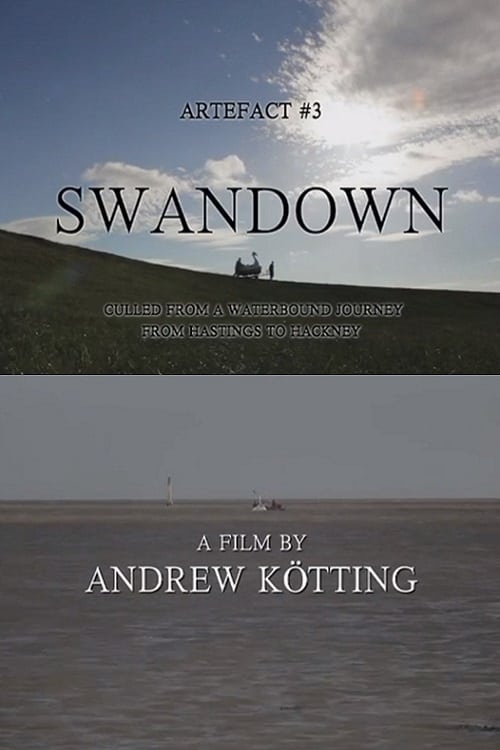 ARTEFACT #3
SWANDOWN
CULLED FROM A WATERBOUND JOURNEY
FROM HASTINGS TO HACKNEY
A FILM BY
ANDREW KÖTTING